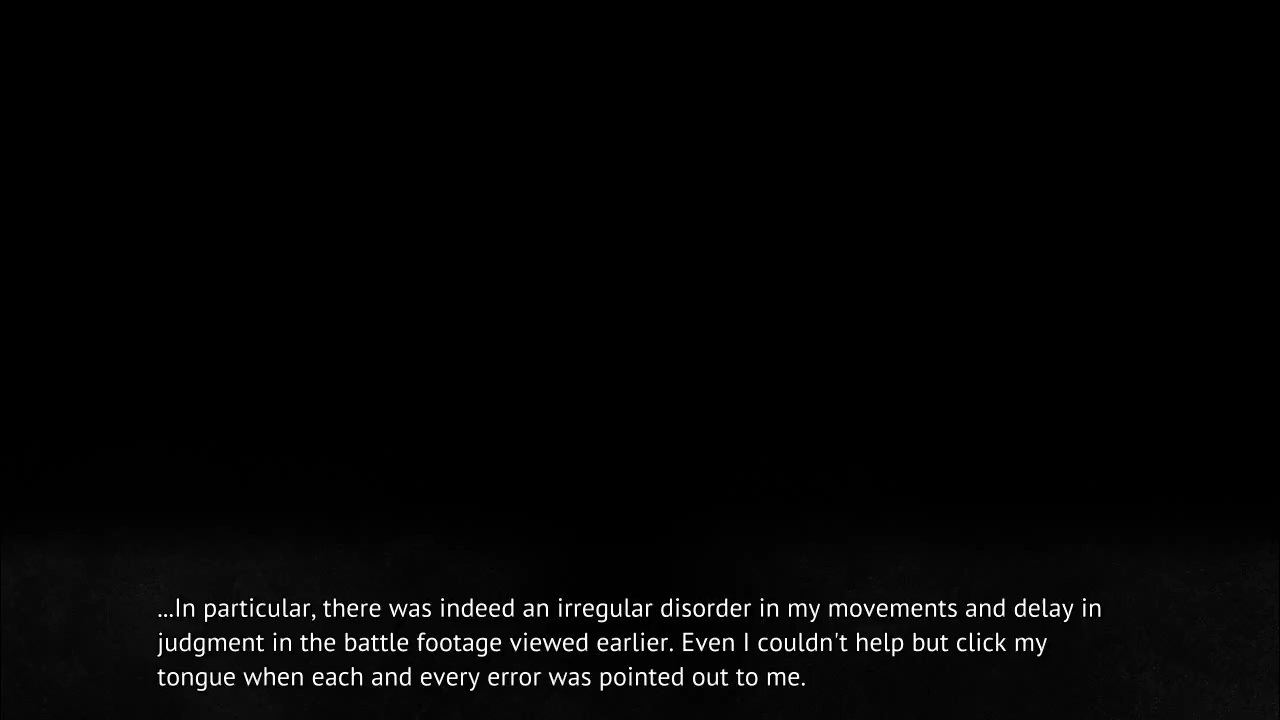 ...In particular, there was indeed an irregular disorder in my movements and delay in
judgment in the battle footage viewed earlier. Even I couldn't help but click my
tongue when each and every error was pointed out to me.